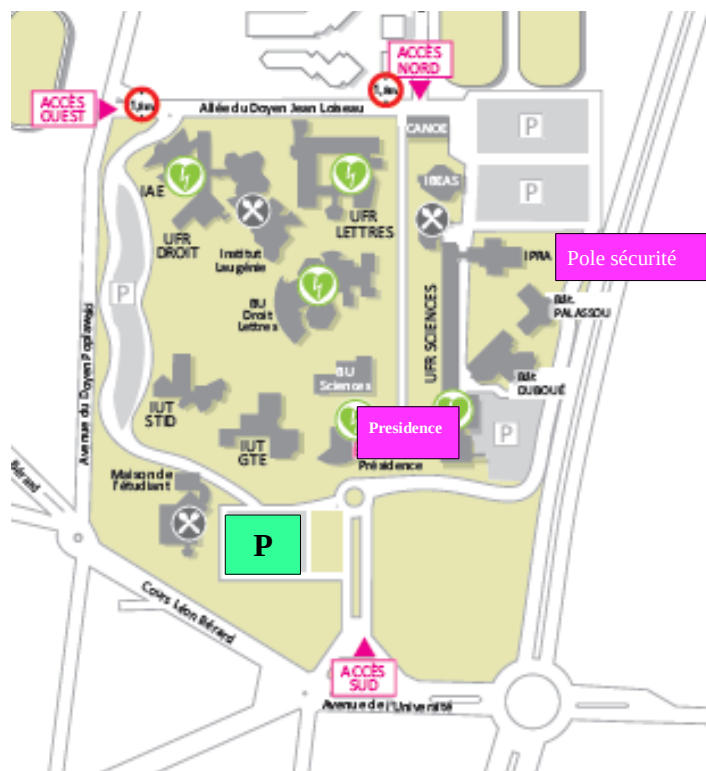 ACCÈS
NORD
ACCÈS
OUEST
Allée du Doyen Jean Loiseau
CANOE
P
P
IBEAS
IAE
UFR
DROIT
UFR
LETTRES
Institut
Laugénie
IPRA
Pole sécurité
P
BU
Droit
Lettres
UFR SCIENCES
Bât.
PALASSOU
Avenue du Doyen Poplawski
BU
Sciences
Bât.
DUBOUÉ
IUT
STID
IUT
GTE
Presidence
P
Présidence
Maison de
l'étudiant
Bérard
P
Cours Léon Bérard
ACCÈS
SUD
Avenue de l'Université